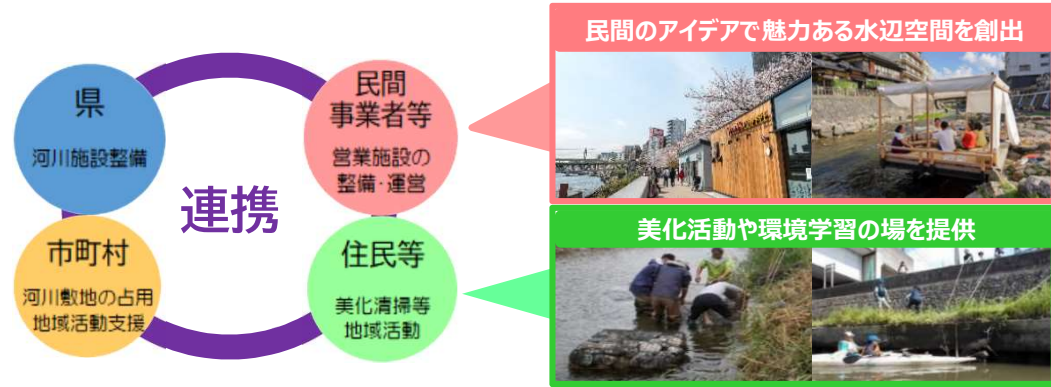 県
河川施設整備
民間
事業者等
営業施設の
整備・運営
連携
市町村
河川敷地の占用
地域活動支援
住民等
美化清掃等
地域活動
民間のアイデアで魅力ある水辺空間を創出
美化活動や環境学習の場を提供